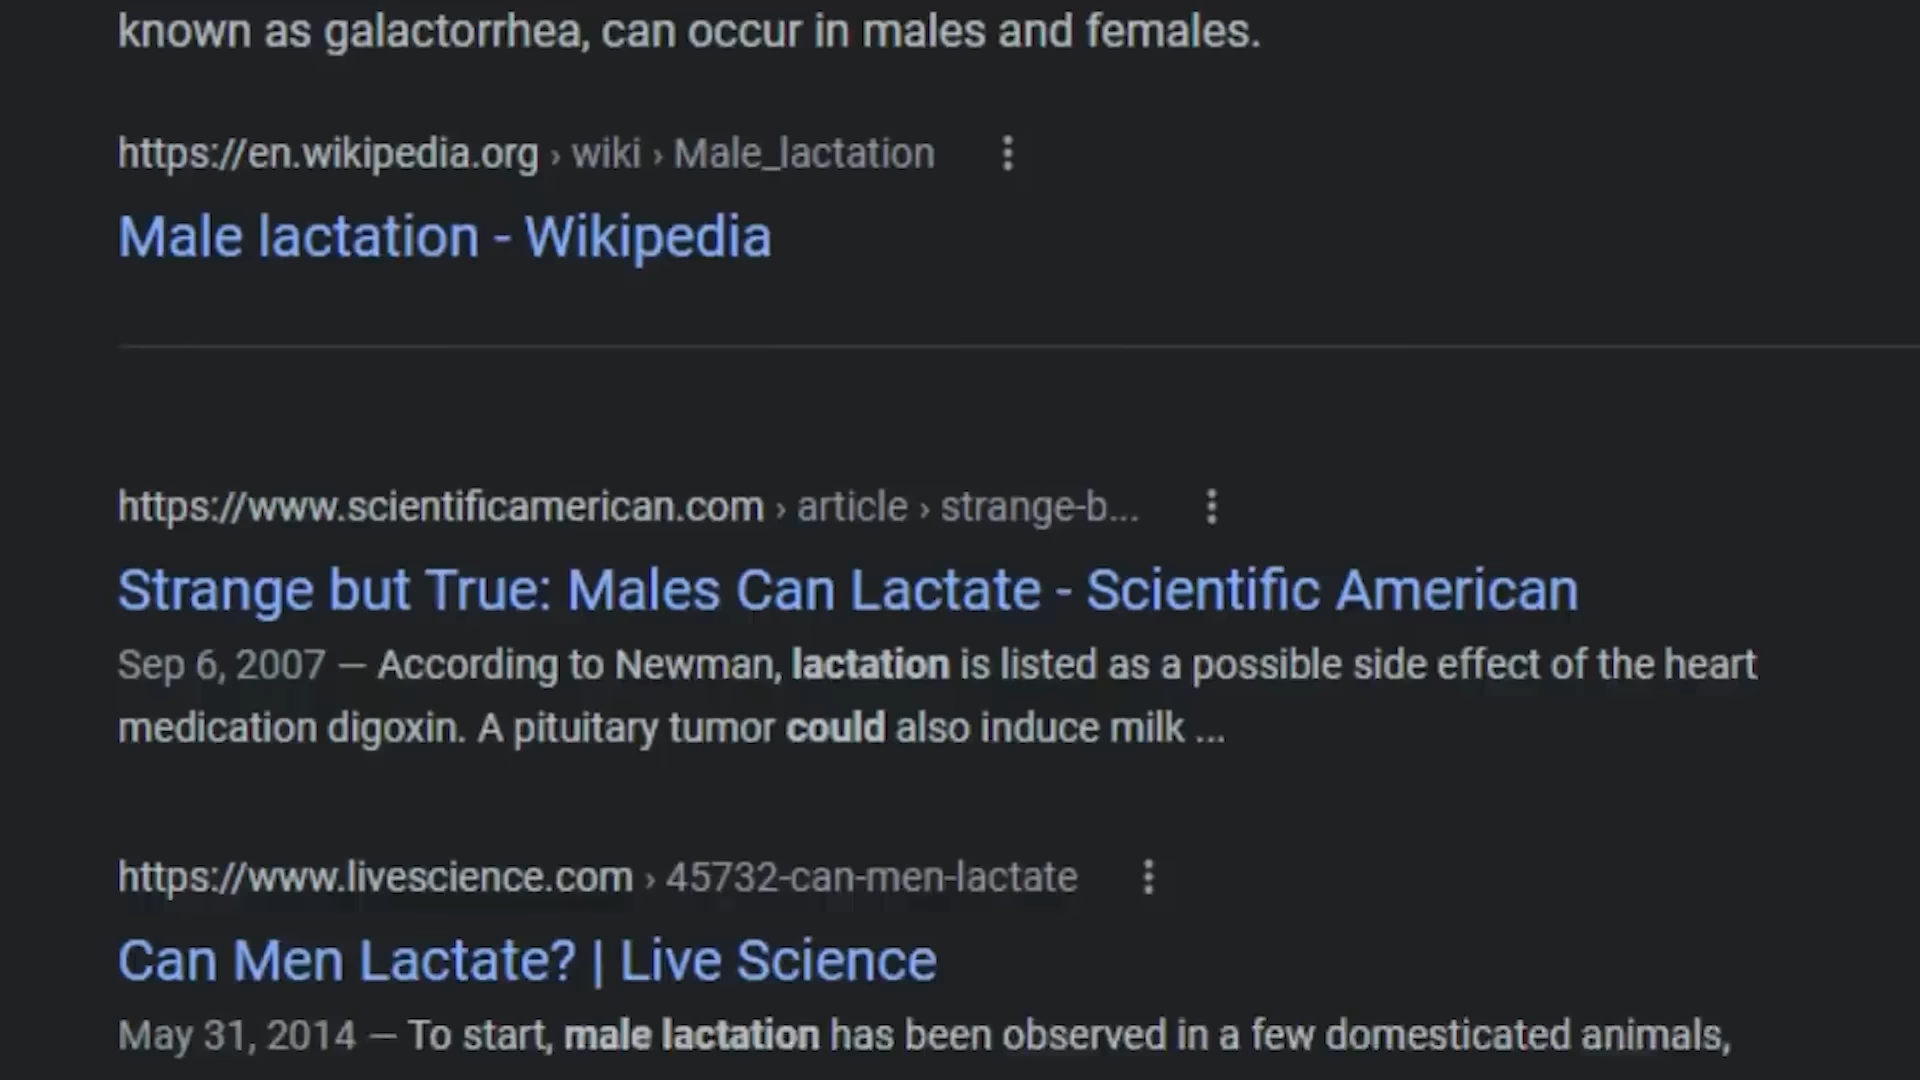 known as galactorrhea, can occur in males and females.
https://en.wikipedia.org › wiki › Male_lactation
Male lactation - Wikipedia
https://www.scientificamerican.com › article › strange-b...
Strange but True: Males Can Lactate - Scientific American
Sep 6, 2007 — According to Newman, lactation is listed as a possible side effect of the heart
medication digoxin. A pituitary tumor could also induce milk ...
https://www.livescience.com › 45732-can-men-lactate
Can Men Lactate? | Live Science
May 31, 2014 — To start, male lactation has been observed in a few domesticated animals,